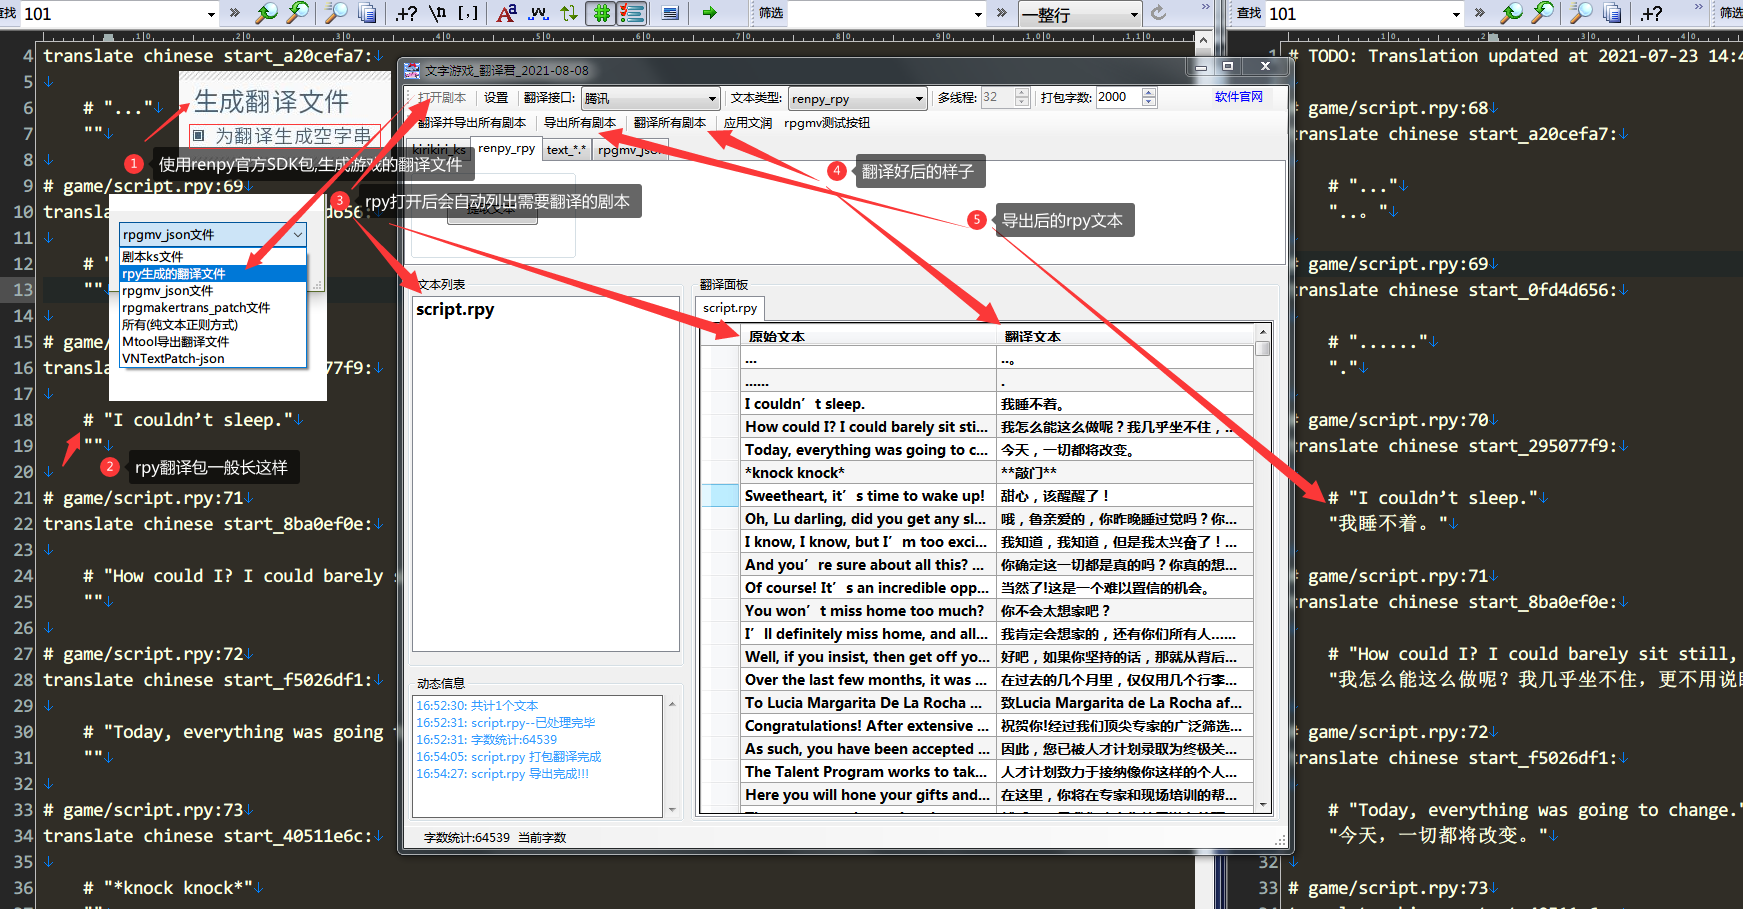 查找 101
.+? \n [.] 筛选 一整行
查找 101
.+? 筛选
4 translate chinese start_a20cefa7:
5
6 # "..."
7 ""
8
9 # game/script.rpy:69
10
11
12
13 ""
14
15
16
17
18 # "I couldn’t sleep."
19 ""
20
21 # game/script.rpy:71
22 translate chinese start_8ba0ef0e:
23
24 # "How could I? I could barely
25 ""
26
27 # game/script.rpy:72
28 translate chinese start_f5026df1:
29
30 # "Today, everything was going
31 ""
32
33 # game/script.rpy:73
34 translate chinese start_40511e6c:
35
36 # "*knock knock*"
生成翻译文件
为翻译生成空字串
1 使用renpy官方SDK包,生成游戏的翻译文件
rpgmv_json文件
剧本ks文件
rpy生成的翻译文件
rpgmv_json文件
rpgmakertrans_patch文件
所有(纯文本正则方式)
Mtool导出翻译文件
VNTextPatch-json
2 rpy翻译包一般长这样
3 rpy打开后会自动列出需要翻译的剧本
4 翻译好后的样子
5 导出后的rpy文本
文字游戏_翻译君_2021-08-08
打开剧本 设置 翻译接口: 腾讯 文本类型: renpy_rpy 多线程: 32 打包字数: 2000 软件官网
翻译并导出所有剧本 导出所有剧本 翻译所有剧本 应用文润 rpgmv测试按钮
kirikiri_ks renpy_rpy text_*.* rpgmv_json
提取文本
文本列表
script.rpy
翻译面板
script.rpy
原始文本 翻译文本
... ..。
...... .
I couldn’t sleep. 我睡不着。
How could I? I could barely sit sti... 我怎么能这么做呢？我几乎坐不住，...
Today, everything was going to c... 今天，一切都将改变。
*knock knock* **敲门**
Sweetheart, it’s time to wake up! 甜心，该醒醒了！
Oh, Lu darling, did you get any sl... 哦，鲁亲爱的，你昨晚睡过觉吗？你...
I know, I know, but I’m too exci... 我知道，我知道，但是我太兴奋了！...
And you’re sure about all this? ... 你确定这一切都是真的吗？你真的想...
Of course! It’s an incredible opp... 当然了!这是一个难以置信的机会。
You won’t miss home too much? 你不会太想家吧？
I’ll definitely miss home, and all... 我肯定会想家的，还有你们所有人......
Well, if you insist, then get off yo... 好吧，如果你坚持的话，那就从背后...
Over the last few months, it was ... 在过去的几个月里，仅仅用几个行李...
To Lucia Margarita De La Rocha ... 致Lucia Margarita de La Rocha af...
Congratulations! After extensive ... 祝贺你!经过我们顶尖专家的广泛筛选...
As such, you have been accepted ... 因此，您已被人才计划录取为终极关...
The Talent Program works to tak... 人才计划致力于接纳像你这样的个人...
Here you will hone your gifts and... 在这里，你将在专家和现场培训的帮...
动态信息
16:52:30: 共计1个文本
16:52:31: script.rpy--已处理完毕
16:52:31: 字数统计:64539
16:54:05: script.rpy 打包翻译完成
16:54:27: script.rpy 导出完成!!!
字数统计:64539 当前字数
# TODO: Translation updated at 2021-07-23 14:4
# game/script.rpy:68
translate chinese start_a20cefa7:
# "..."
"..。"
# game/script.rpy:69
translate chinese start_0fd4d656:
# "......"
"."
# game/script.rpy:70
translate chinese start_295077f9:
# "I couldn’t sleep."
"我睡不着。"
# game/script.rpy:71
translate chinese start_8ba0ef0e:
# "How could I? I could barely sit still,
"我怎么能这么做呢？我几乎坐不住，更不用说
# game/script.rpy:72
translate chinese start_f5026df1:
# "Today, everything was going to change."
"今天，一切都将改变。"
32
33 # game/script.rpy:73